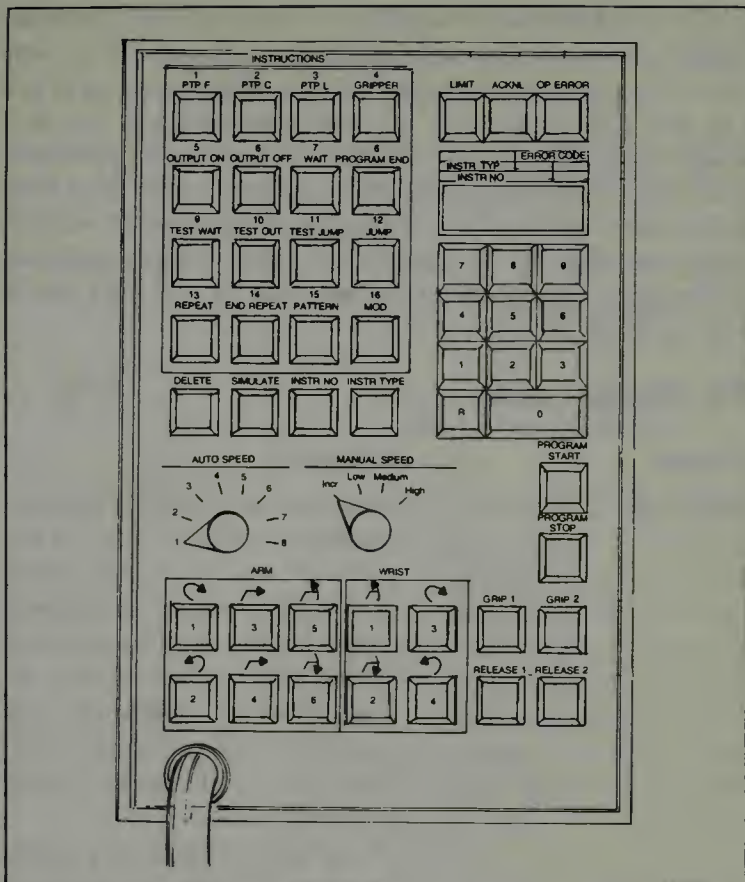 INSTRUCTIONS
1 2 3 4
PTP F PTP C PTP L GRIPPER
LIMIT ACKNL OP ERROR
5 6 7 6
OUTPUT ON OUTPUT OFF WAIT PROGRAM END
ERROR CODE
INSTR TYP
INSTR NO
9 10 11 12
TEST WAIT TEST OUT TEST JUMP JUMP
7 8 9
13 14 15 16
REPEAT END REPEAT PATTERN MOD
4 5 6
1 2 3
DELETE SIMULATE INSTR NO INSTR TYPE
R 0
AUTO SPEED
1 2 3 4 5 6 7 8
MANUAL SPEED
Incr Low Medium High
PROGRAM
START
PROGRAM
STOP
ARM
WRIST
1 3 5
1 3
GRIP 1 GRIP 2
2 4 6
2 4
RELEASE 1 RELEASE 2